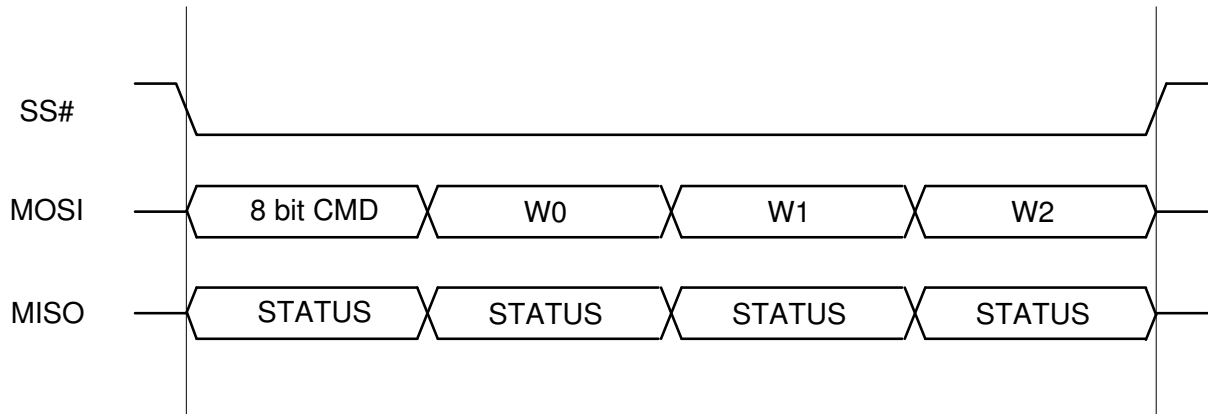 SS#
MOSI 8 bit CMD W0 W1 W2
MISO STATUS STATUS STATUS STATUS